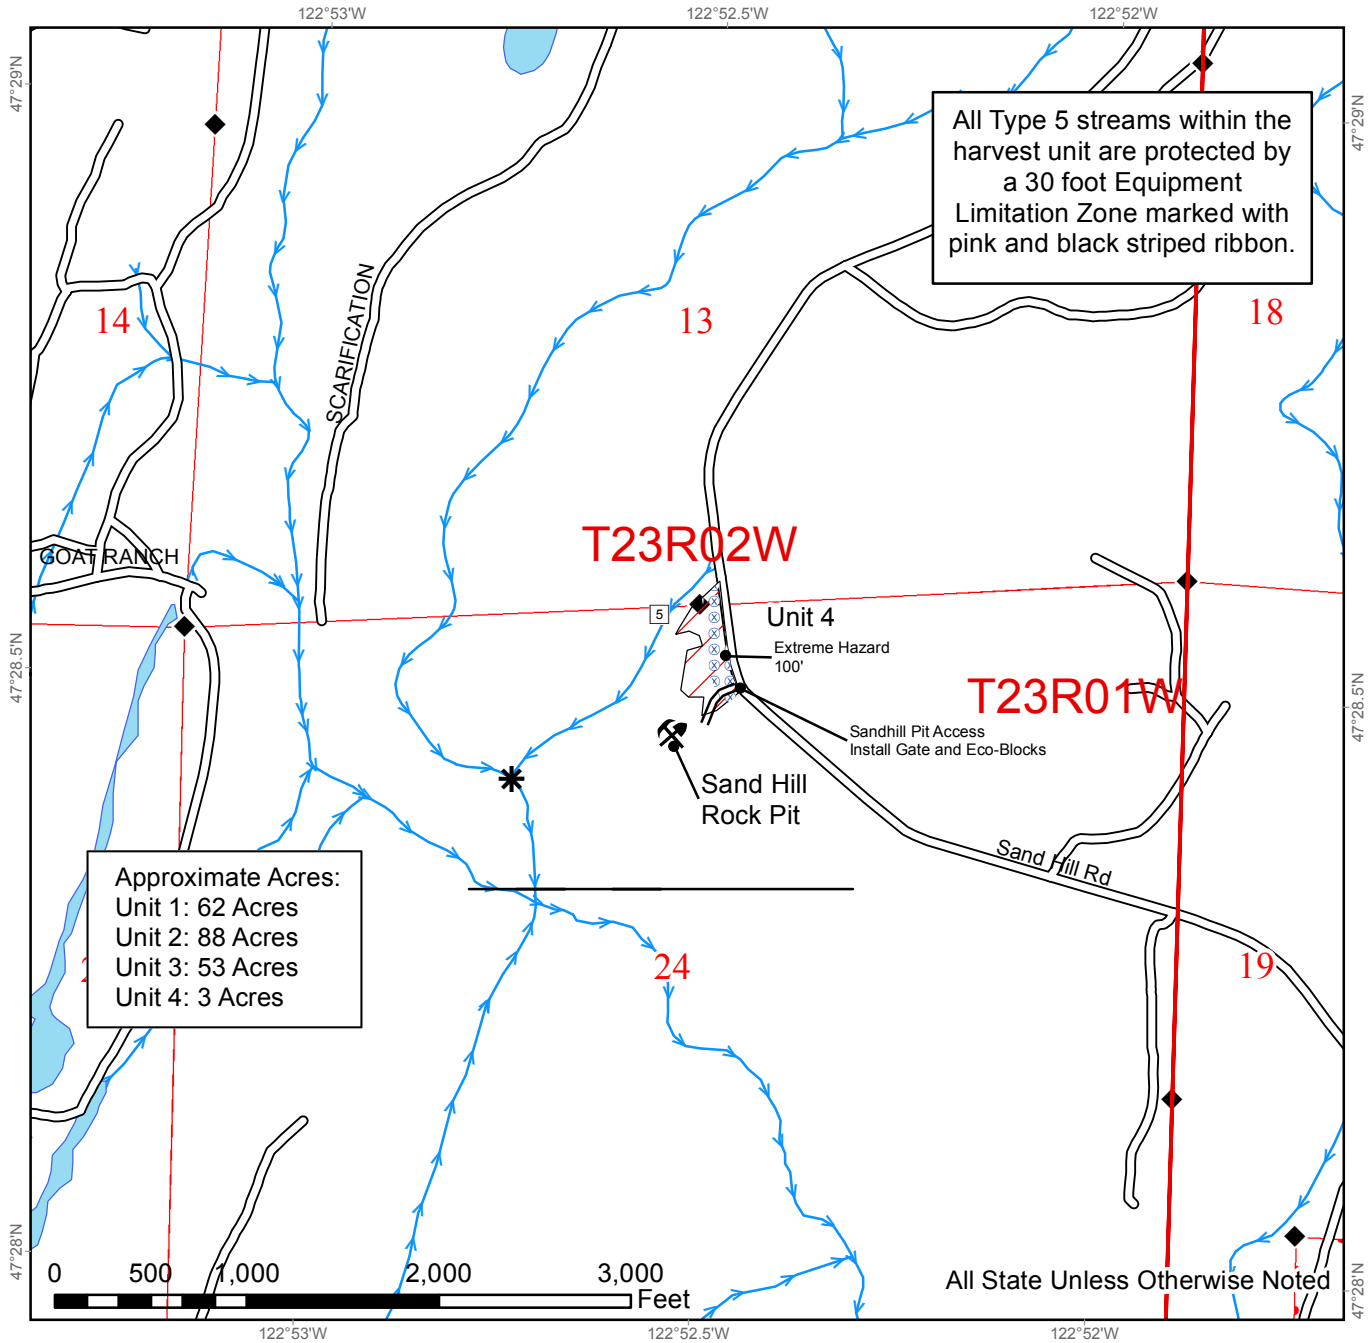 122°53'W
122°52.5'W
122°52'W
47°29'N
47°29'N
All Type 5 streams within the
harvest unit are protected by
a 30 foot Equipment
Limitation Zone marked with
pink and black striped ribbon.
14
13
18
SCARIFICATION
T23R02W
GOAT RANCH
5
Unit 4
Extreme Hazard
100'
47°28.5'N
47°28.5'N
T23R01W
Sandhill Pit Access
Install Gate and Eco-Blocks
Sand Hill
Rock Pit
Sand Hill Rd
Approximate Acres:
Unit 1: 62 Acres
Unit 2: 88 Acres
Unit 3: 53 Acres
Unit 4: 3 Acres
24
19
47°28'N
47°28'N
0 500 1,000 2,000 3,000
Feet
All State Unless Otherwise Noted
122°53'W
122°52.5'W
122°52'W